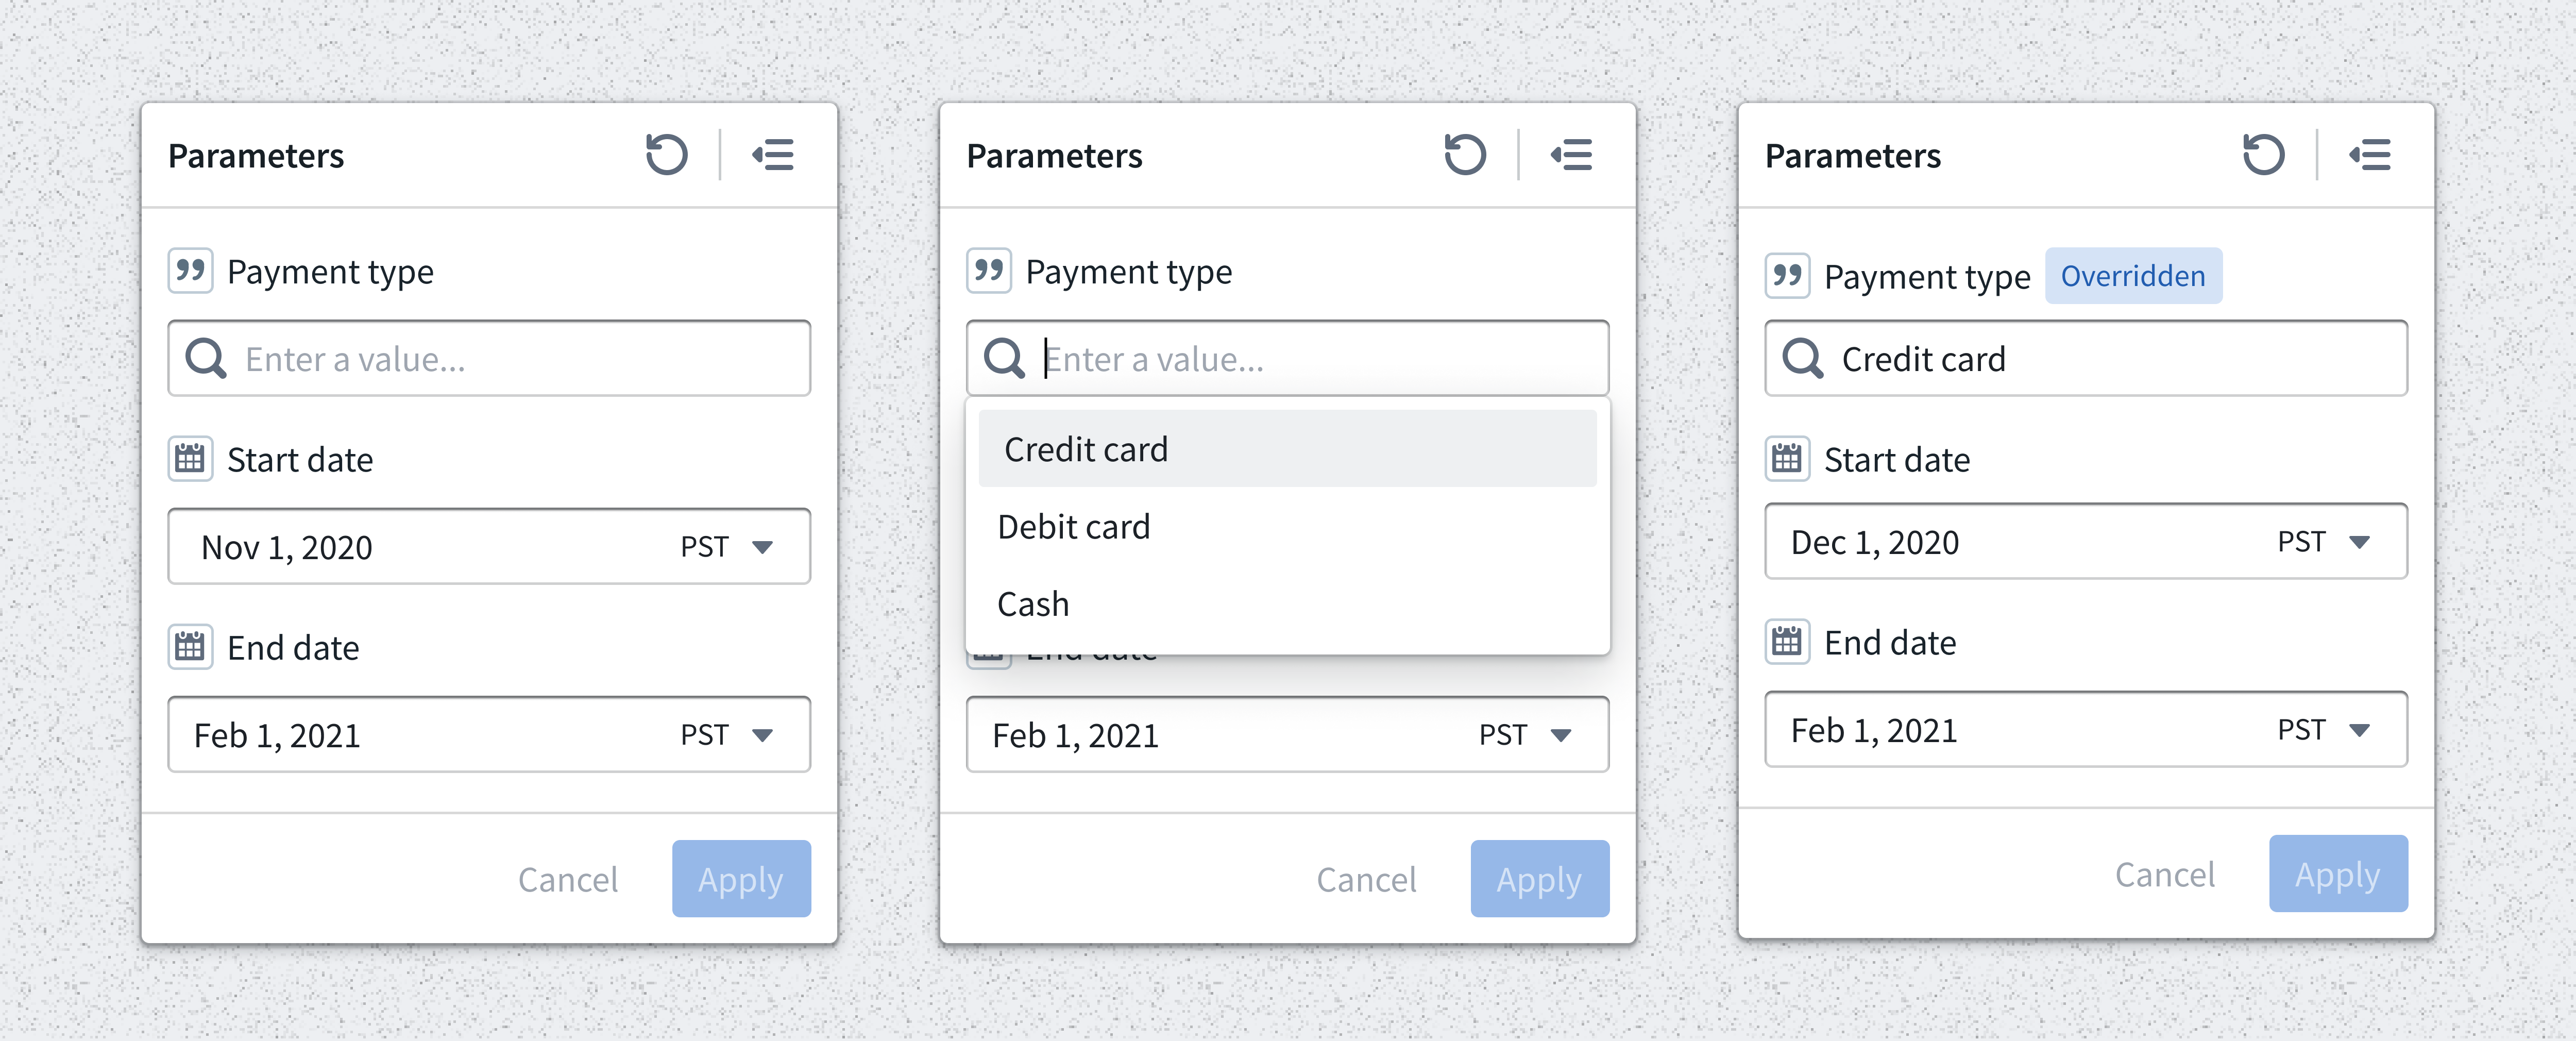 Parameters
Payment type
Enter a value...
Start date
Nov 1, 2020 PST
End date
Feb 1, 2021 PST
Cancel Apply
Parameters
Payment type
Enter a value...
Credit card
Debit card
Cash
End date
Feb 1, 2021 PST
Cancel Apply
Parameters
Payment type Overridden
Credit card
Start date
Dec 1, 2020 PST
End date
Feb 1, 2021 PST
Cancel Apply